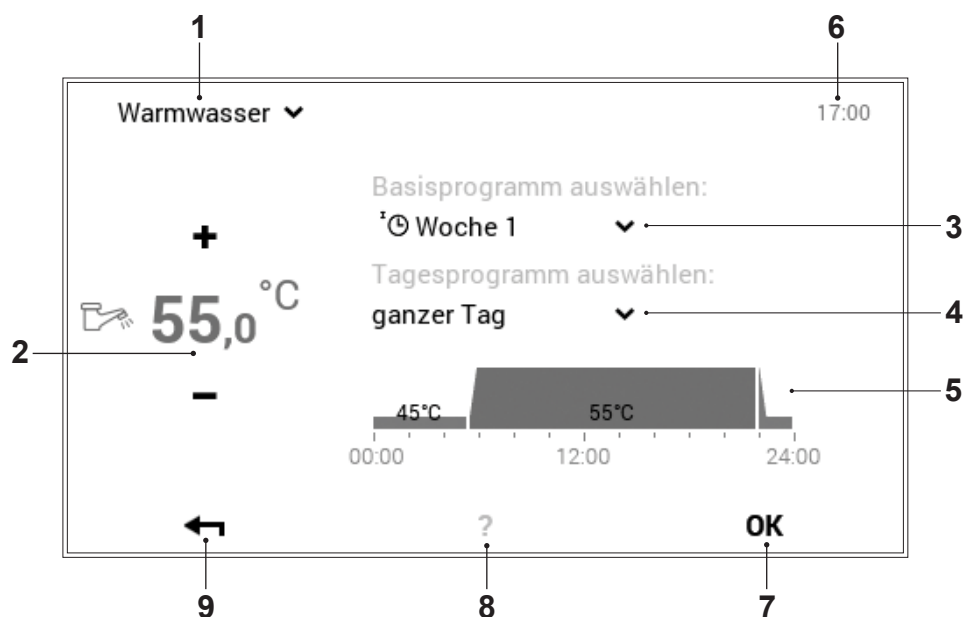 1 6
Warmwasser
17:00
Basisprogramm auswählen:
Woche 1
3
+
Tagesprogramm auswählen:
°C
55,0
ganzer Tag
4
2
−
5
45°C 55°C
00:00 12:00 24:00
? OK
9 8 7